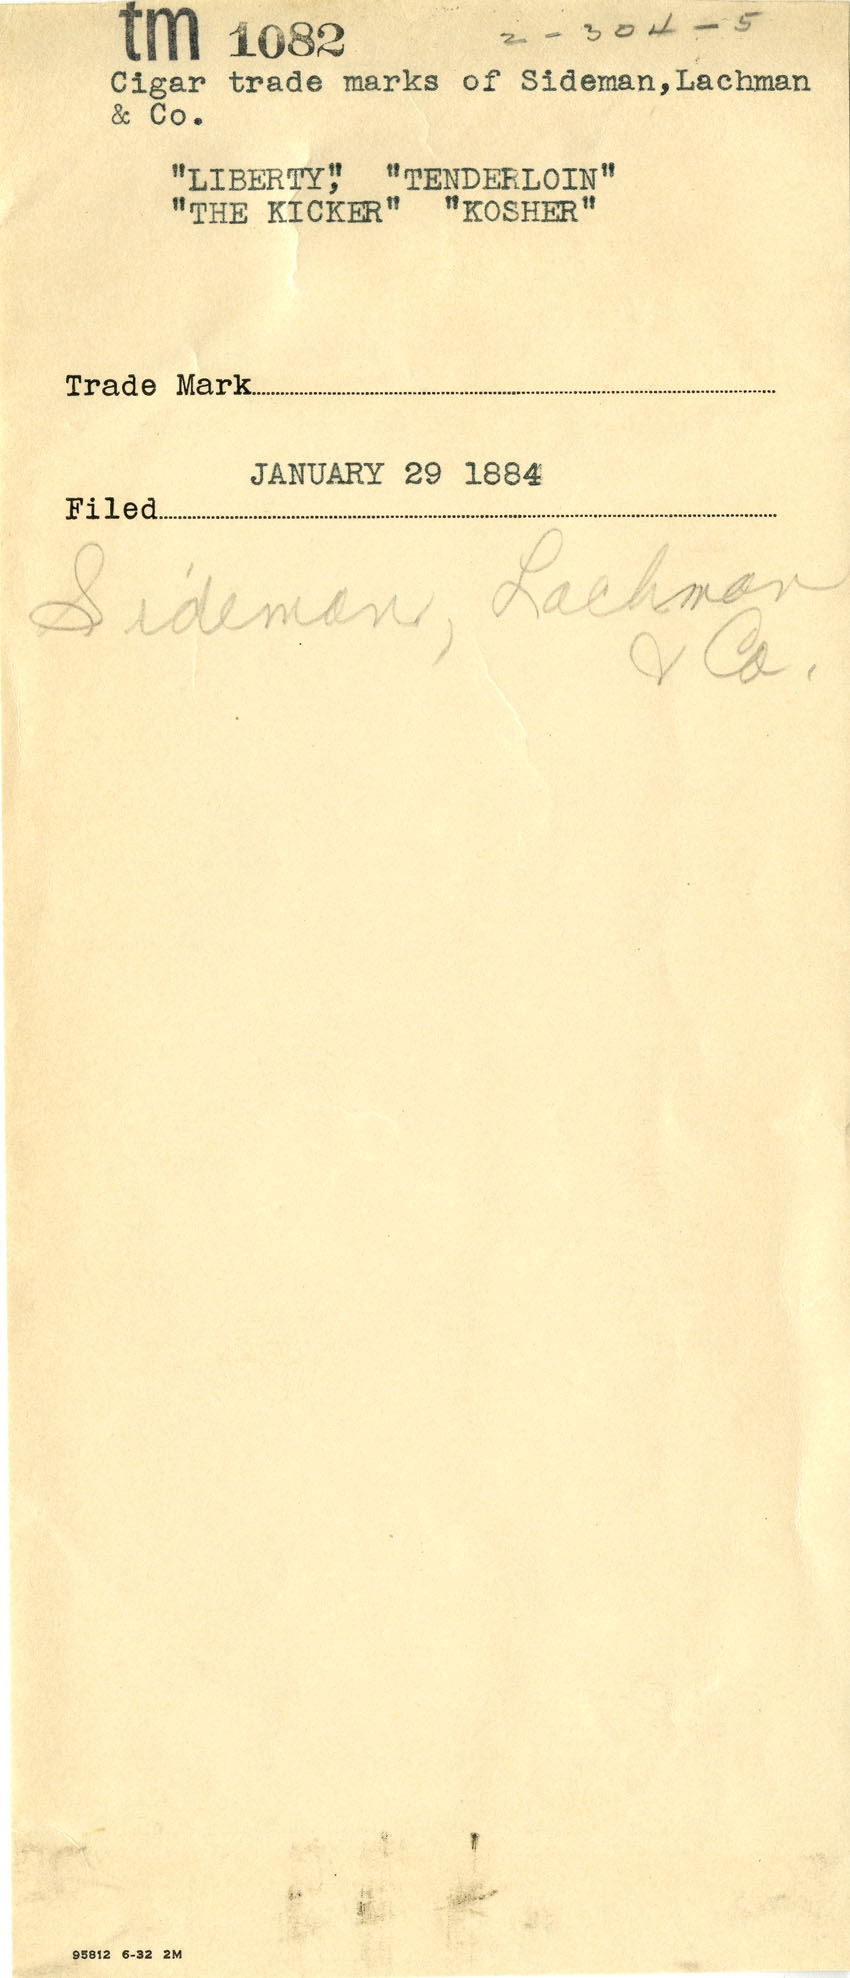 tm 1082 2-304-5
Cigar trade marks of Sideman,Lachman
& Co.
"LIBERTY," "TENDERLOIN"
"THE KICKER" "KOSHER"
Trade Mark
JANUARY 29 1884
Filed
Sideman, Lachman
& Co.
95812 6-32 2M